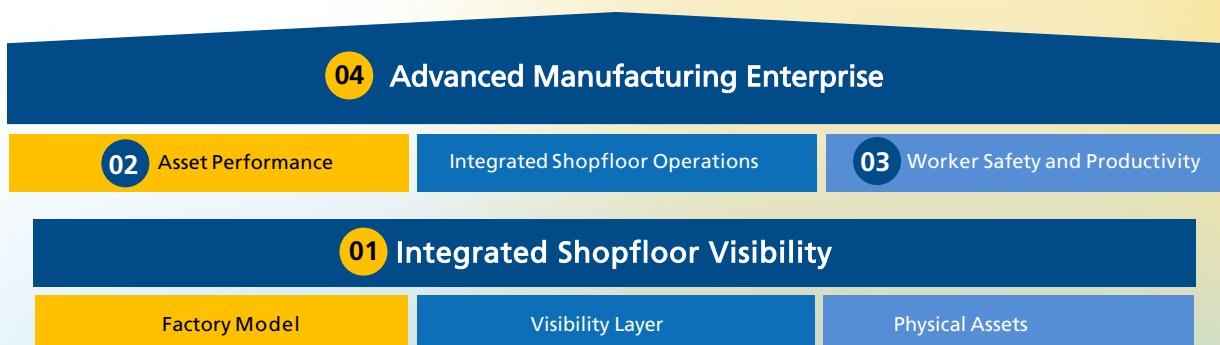 04 Advanced Manufacturing Enterprise
02 Asset Performance
Integrated Shopfloor Operations
03 Worker Safety and Productivity
01 Integrated Shopfloor Visibility
Factory Model
Visibility Layer
Physical Assets